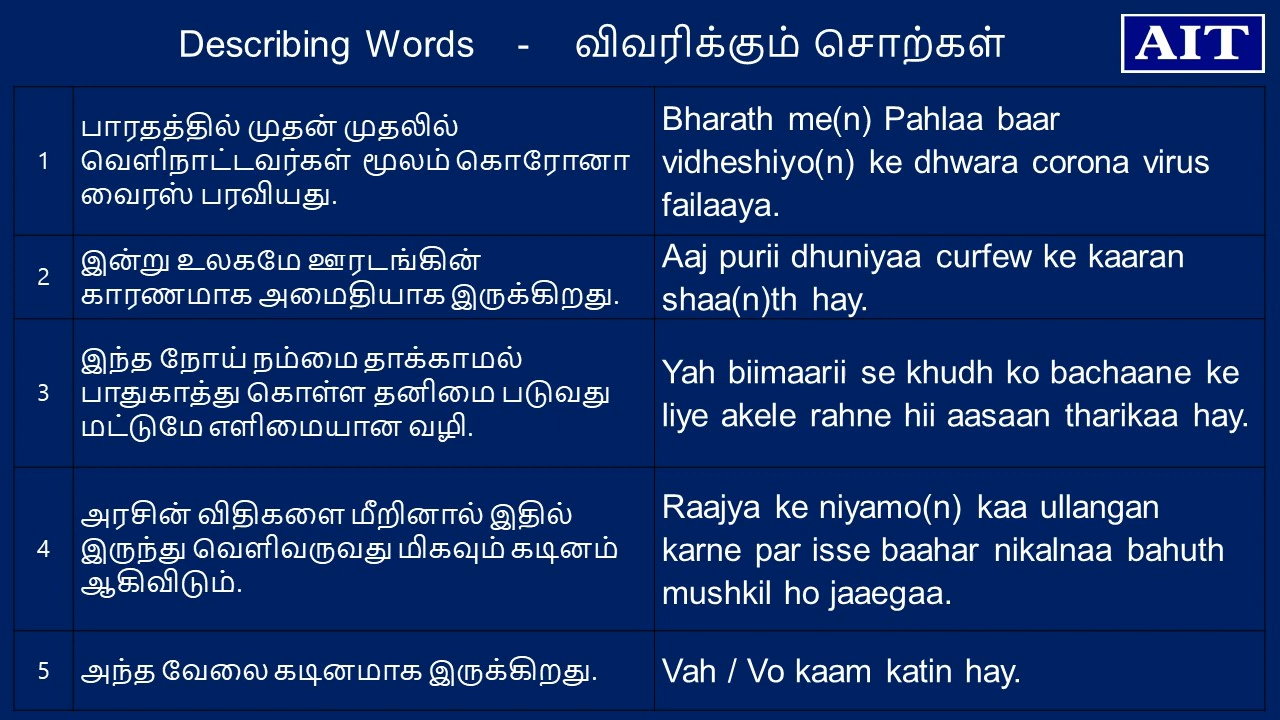 Describing Words - விவரிக்கும் சொற்கள்
AIT
1
பாரதத்தில் முதன் முதலில்
வெளிநாட்டவர்கள் மூலம் கொரோனா
வைரஸ் பரவியது.
Bharath me(n) Pahlaa baar
vidheshiyo(n) ke dhwara corona virus
failaaya.
2
இன்று உலகமே ஊரடங்கின்
காரணமாக அமைதியாக இருக்கிறது.
Aaj purii dhuniyaa curfew ke kaaran
shaa(n)th hay.
3
இந்த நோய் நம்மை தாக்காமல்
பாதுகாத்து கொள்ள தனிமை படுவது
மட்டுமே எளிமையான வழி.
Yah biimaarii se khudh ko bachaane ke
liye akele rahne hii aasaan tharikaa hay.
4
அரசின் விதிகளை மீறினால் இதில்
இருந்து வெளிவருவது மிகவும் கடினம்
ஆகிவிடும்.
Raajya ke niyamo(n) kaa ullangan
karne par isse baahar nikalnaa bahuth
mushkil ho jaaegaa.
5
அந்த வேலை கடினமாக இருக்கிறது.
Vah / Vo kaam katin hay.